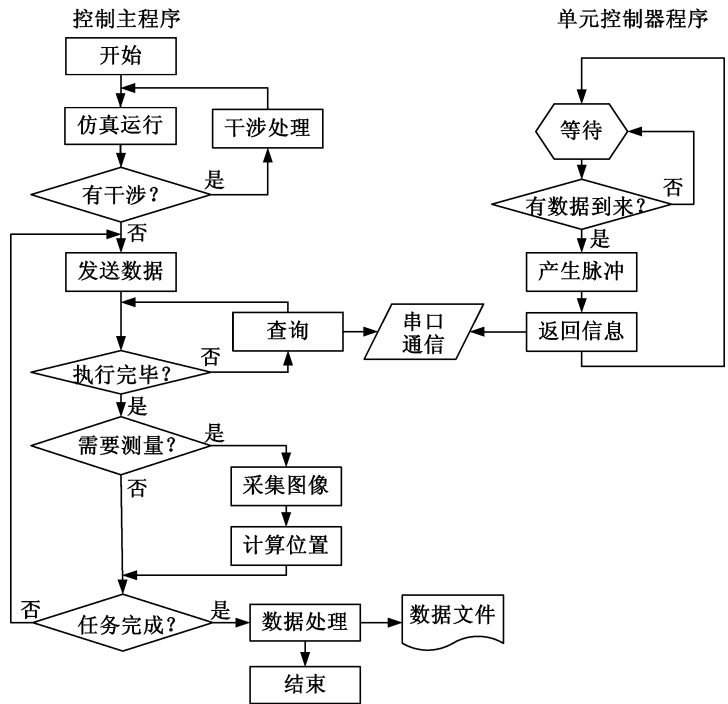 控制主程序
开始
仿真运行
干涉处理
有干涉？
是
否
发送数据
查询
执行完毕？
否
是
需要测量？
是
否
采集图像
计算位置
任务完成？
否
是
数据处理
数据文件
结束
串口
通信
单元控制器程序
等待
有数据到来？
否
是
产生脉冲
返回信息